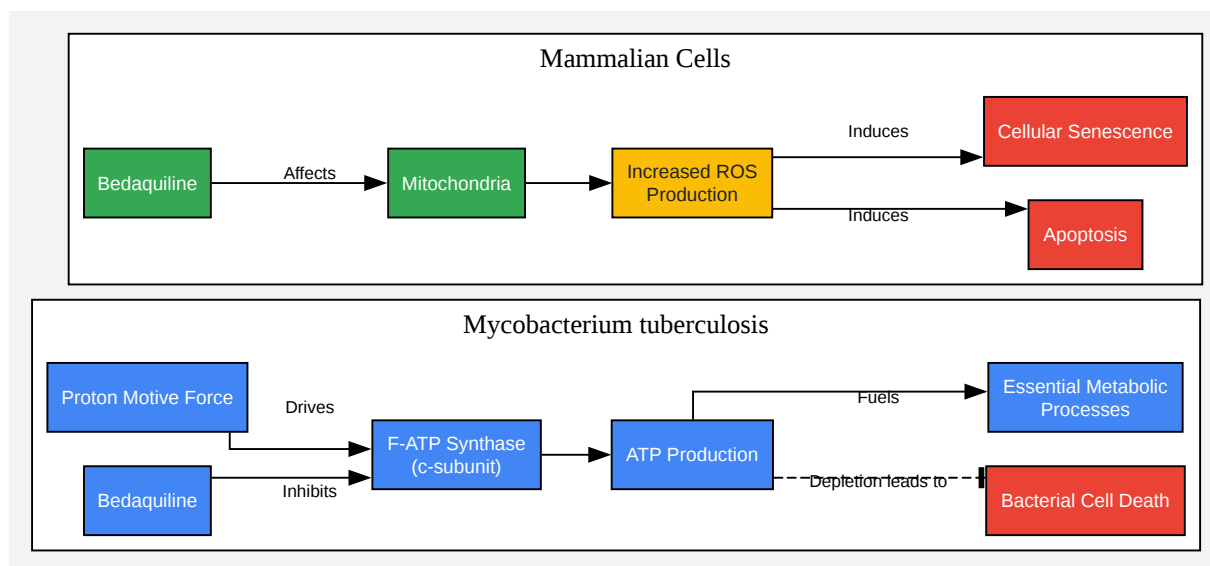 Mammalian Cells
Bedaquiline
Affects
Mitochondria
Increased ROS
Production
Induces
Cellular Senescence
Induces
Apoptosis
Mycobacterium tuberculosis
Proton Motive Force
Drives
Bedaquiline
Inhibits
F-ATP Synthase
(c-subunit)
ATP Production
Fuels
Essential Metabolic
Processes
Depletion leads to
Bacterial Cell Death